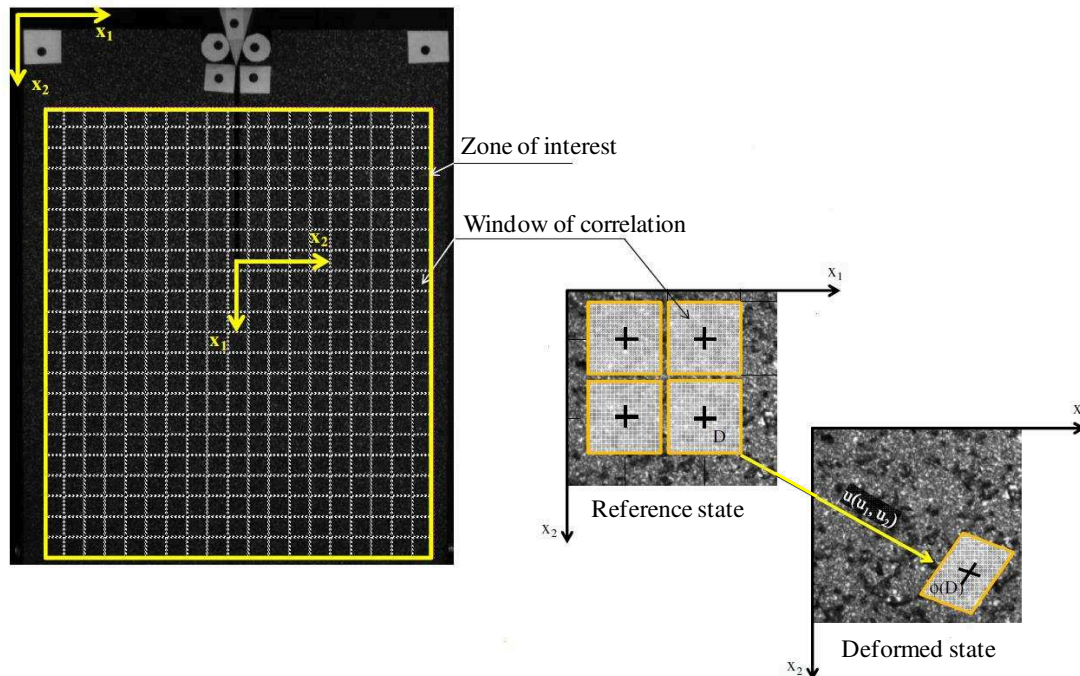 x1
x2
Zone of interest
Window of correlation
x2
x1
x1
D
x2
Reference state
u(u1, u2)
x
φ(D)
x2
Deformed state